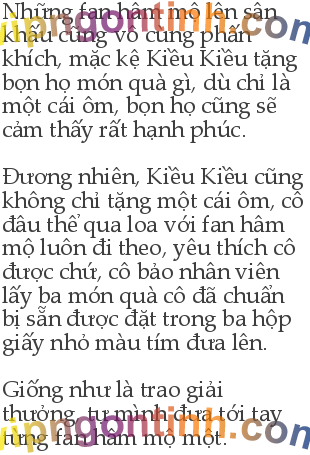 Những fan hâm mộ lên sân
khấu cũng vô cùng phấn
khích, mặc kệ Kiều Kiều tặng
bọn họ món quà gì, dù chỉ là
một cái ôm, bọn họ cũng sẽ
cảm thấy rất hạnh phúc.
Đương nhiên, Kiều Kiều cũng
không chỉ tặng một cái ôm, cô
đâu thể qua loa với fan hâm
mộ luôn đi theo, yêu thích cô
được chứ, cô bảo nhân viên
lấy ba món quà cô đã chuẩn
bị sẵn được đặt trong ba hộp
giấy nhỏ màu tím đưa lên.
Giống như là trao giải
thưởng, tự mình đưa tới tay
từng fan hâm mộ một.
vipngontinh.com
vipngontinh.com